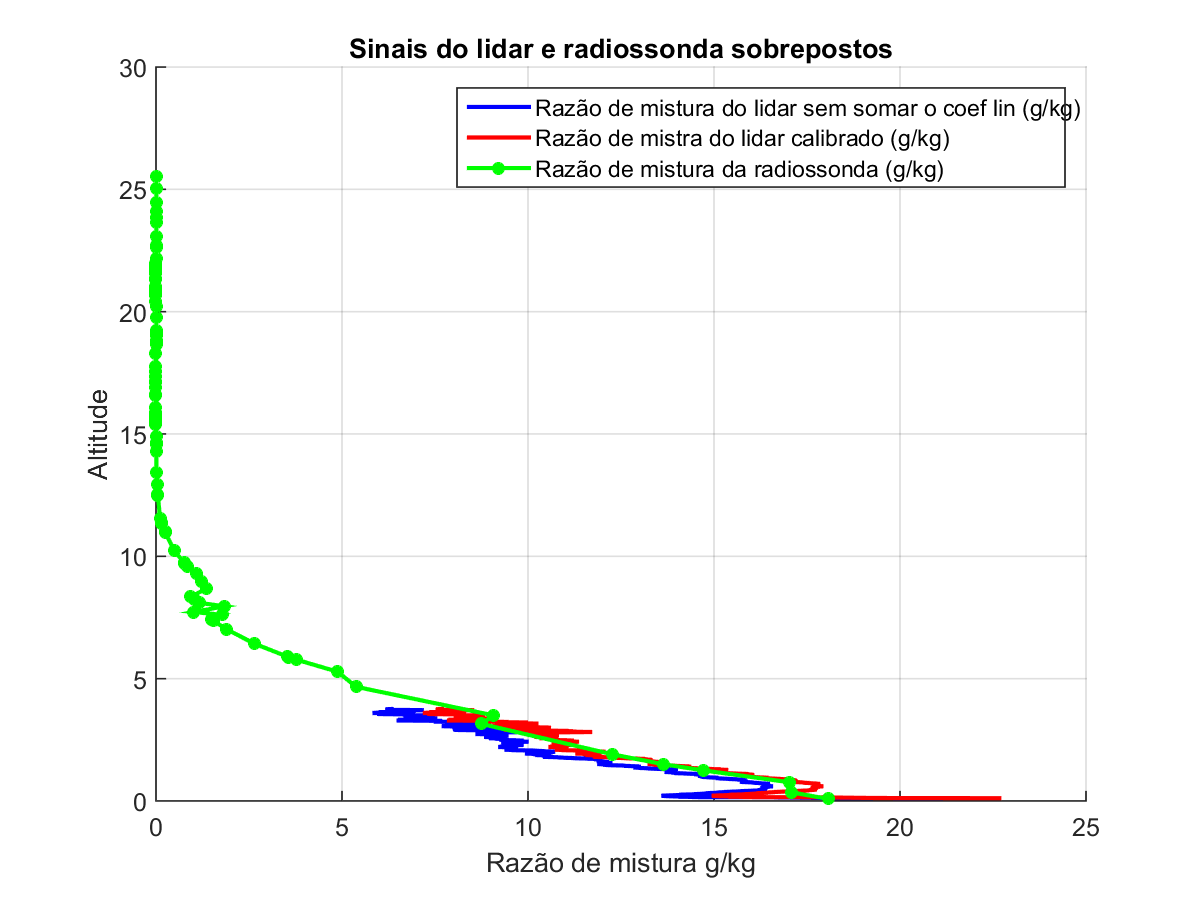 Sinais do lidar e radiossonda sobrepostos
30
Razão de mistura do lidar sem somar o coef lin (g/kg)
Razão de mistra do lidar calibrado (g/kg)
Razão de mistura da radiossonda (g/kg)
25
20
15
Altitude
10
5
0
0 5 10 15 20 25
Razão de mistura g/kg